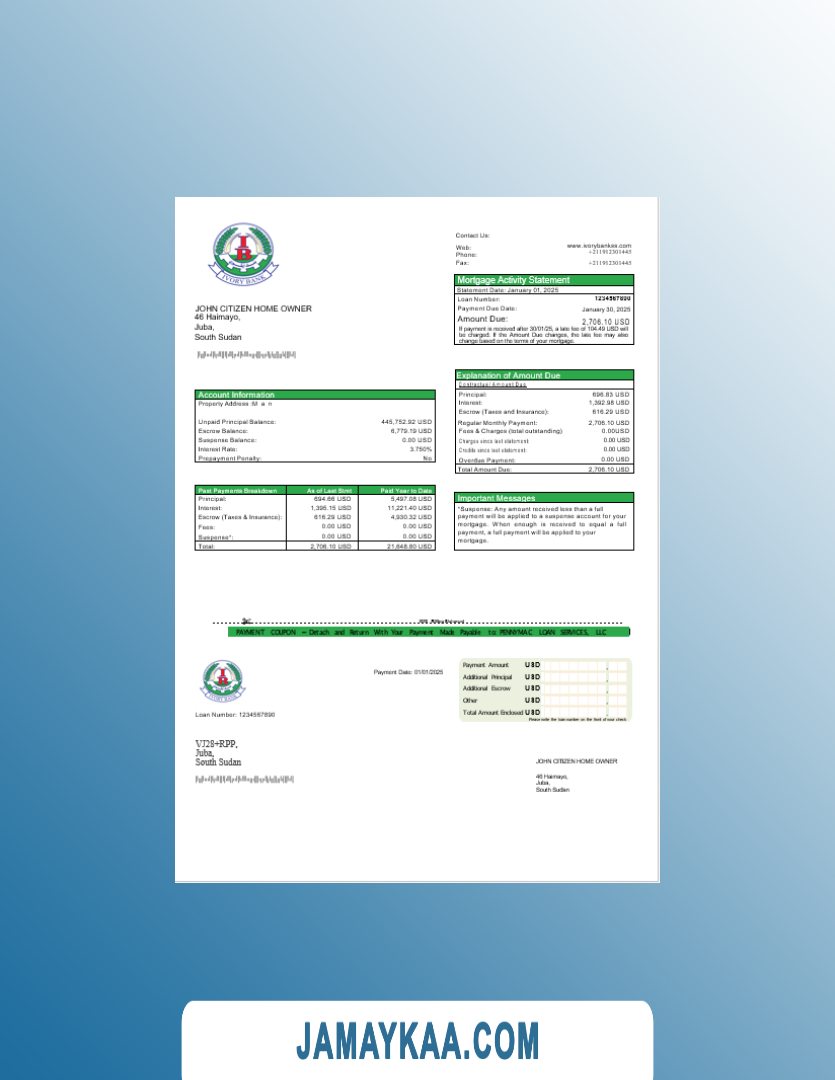 IB
IVORY BANK
Contact Us:
Web: www.ivorybankss.com
Phone: +211912301445
Fax: +211912301445
Mortgage Activity Statement
Statement Date: January 01, 2025
Loan Number: 1234567890
Payment Due Date: January 30, 2025
Amount Due: 2,706.10 USD
If payment is received after 30/01/25, a late fee of 104.49 USD will
be charged. If the Amount Due changes, the late fee may also
change based on the terms of your mortgage.
JOHN CITIZEN HOME OWNER
46 Haimayo,
Juba,
South Sudan
Explanation of Amount Due
Contractual Amount Due
Principal: 696.83 USD
Interest: 1,392.98 USD
Escrow (Taxes and Insurance): 616.29 USD
Regular Monthly Payment: 2,706.10 USD
Fees & Charges (total outstanding): 0.00USD
Charges since last statement: 0.00 USD
Credits since last statement: 0.00 USD
Overdue Payment: 0.00 USD
Total Amount Due: 2,706.10 USD
Account Information
Property Address :M a n
Unpaid Principal Balance: 445,752.92 USD
Escrow Balance: 6,779.19 USD
Suspense Balance: 0.00 USD
Interest Rate: 3.750%
Prepayment Penalty: No
Past Payments Breakdown As of Last Stmt Paid Year to Date
Principal: 694.66 USD 5,497.08 USD
Interest: 1,395.15 USD 11,221.40 USD
Escrow (Taxes & Insurance): 616.29 USD 4,930.32 USD
Fees: 0.00 USD 0.00 USD
Suspense*: 0.00 USD 0.00 USD
Total: 2,706.10 USD 21,648.80 USD
Important Messages
*Suspense: Any amount received less than a full
payment will be applied to a suspense account for your
mortgage. When enough is received to equal a full
payment, a full payment will be applied to your
mortgage.
PAYMENT COUPON – Detach and Return With Your Payment Made Payable to: PENNYMAC LOAN SERVICES, LLC
IB
IVORY BANK
Payment Date: 01/01/2025
Payment Amount USD
Additional Principal USD
Additional Escrow USD
Other USD
Total Amount Enclosed USD
Please write the loan number on the front of your check
Loan Number: 1234567890
VJ28+RPP,
Juba,
South Sudan
JOHN CITIZEN HOME OWNER
46 Haimayo,
Juba,
South Sudan
JAMAYKAA.COM